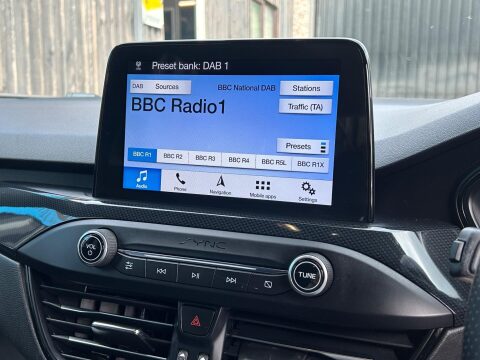 Preset bank: DAB 1
DAB Sources
BBC National DAB
Stations
BBC Radio1
Traffic (TA)
Presets
BBC R1 BBC R2 BBC R3 BBC R4 BBC R5L BBC R1X
Audio Phone Navigation Mobile apps Settings
SYNC
VOL
TUNE